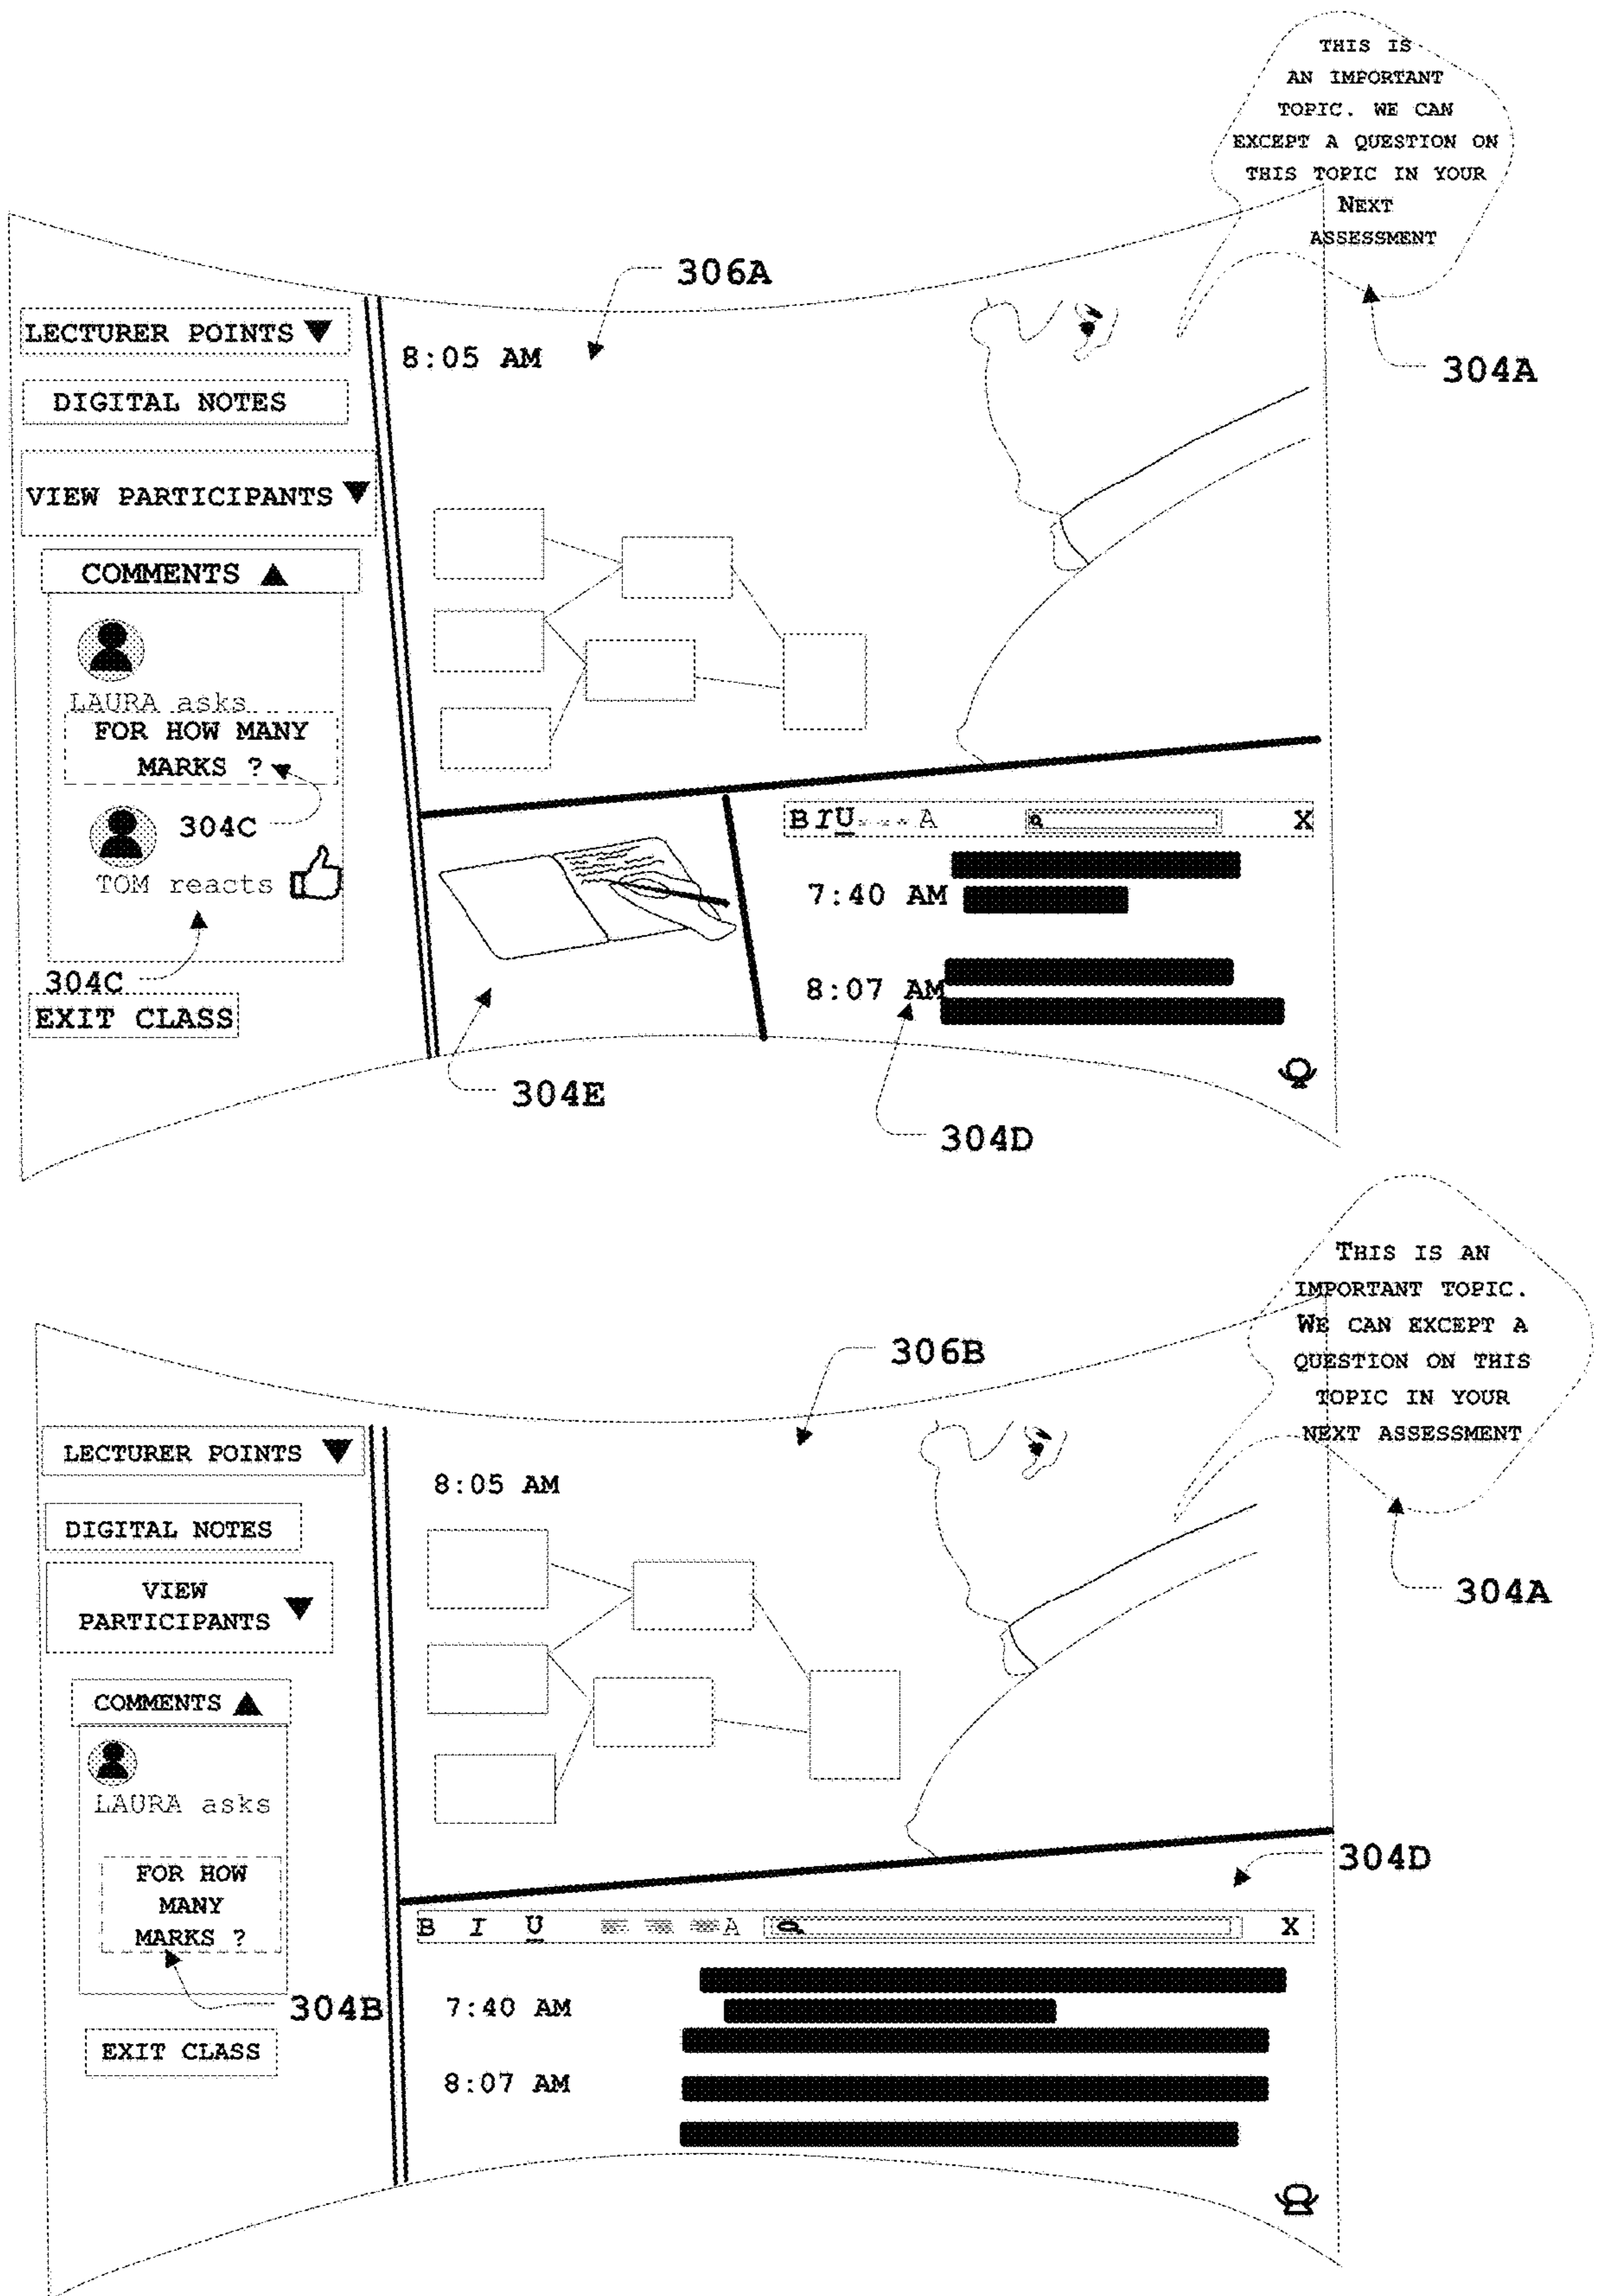 THIS IS
AN IMPORTANT
TOPIC. WE CAN
EXCEPT A QUESTION ON
THIS TOPIC IN YOUR
NEXT
ASSESSMENT
304A
306A
LECTURER POINTS ▼
DIGITAL NOTES
VIEW PARTICIPANTS ▼
COMMENTS ▲
LAURA asks
FOR HOW MANY
MARKS ?
304C
TOM reacts
304C
EXIT CLASS
8:05 AM
B I U A X
7:40 AM
8:07 AM
304E
304D
THIS IS AN
IMPORTANT TOPIC.
WE CAN EXCEPT A
QUESTION ON THIS
TOPIC IN YOUR
NEXT ASSESSMENT
304A
306B
LECTURER POINTS ▼
DIGITAL NOTES
VIEW
PARTICIPANTS ▼
COMMENTS ▲
LAURA asks
FOR HOW
MANY
MARKS ?
304B
EXIT CLASS
8:05 AM
304D
B I U A X
7:40 AM
8:07 AM